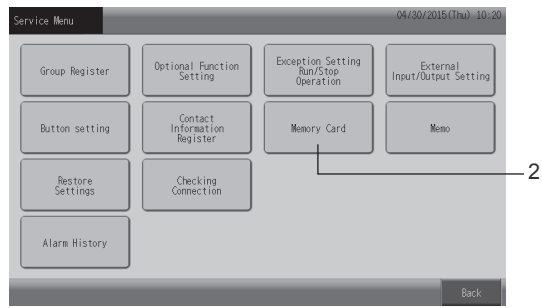 Service Menu
04/30/2015(Thu) 10:20
Group Register
Optional Function
Setting
Exception Setting
Run/Stop
Operation
External
Input/Output Setting
Button setting
Contact
Information
Register
Memory Card
Memo
2
Restore
Settings
Checking
Connection
Alarm History
Back